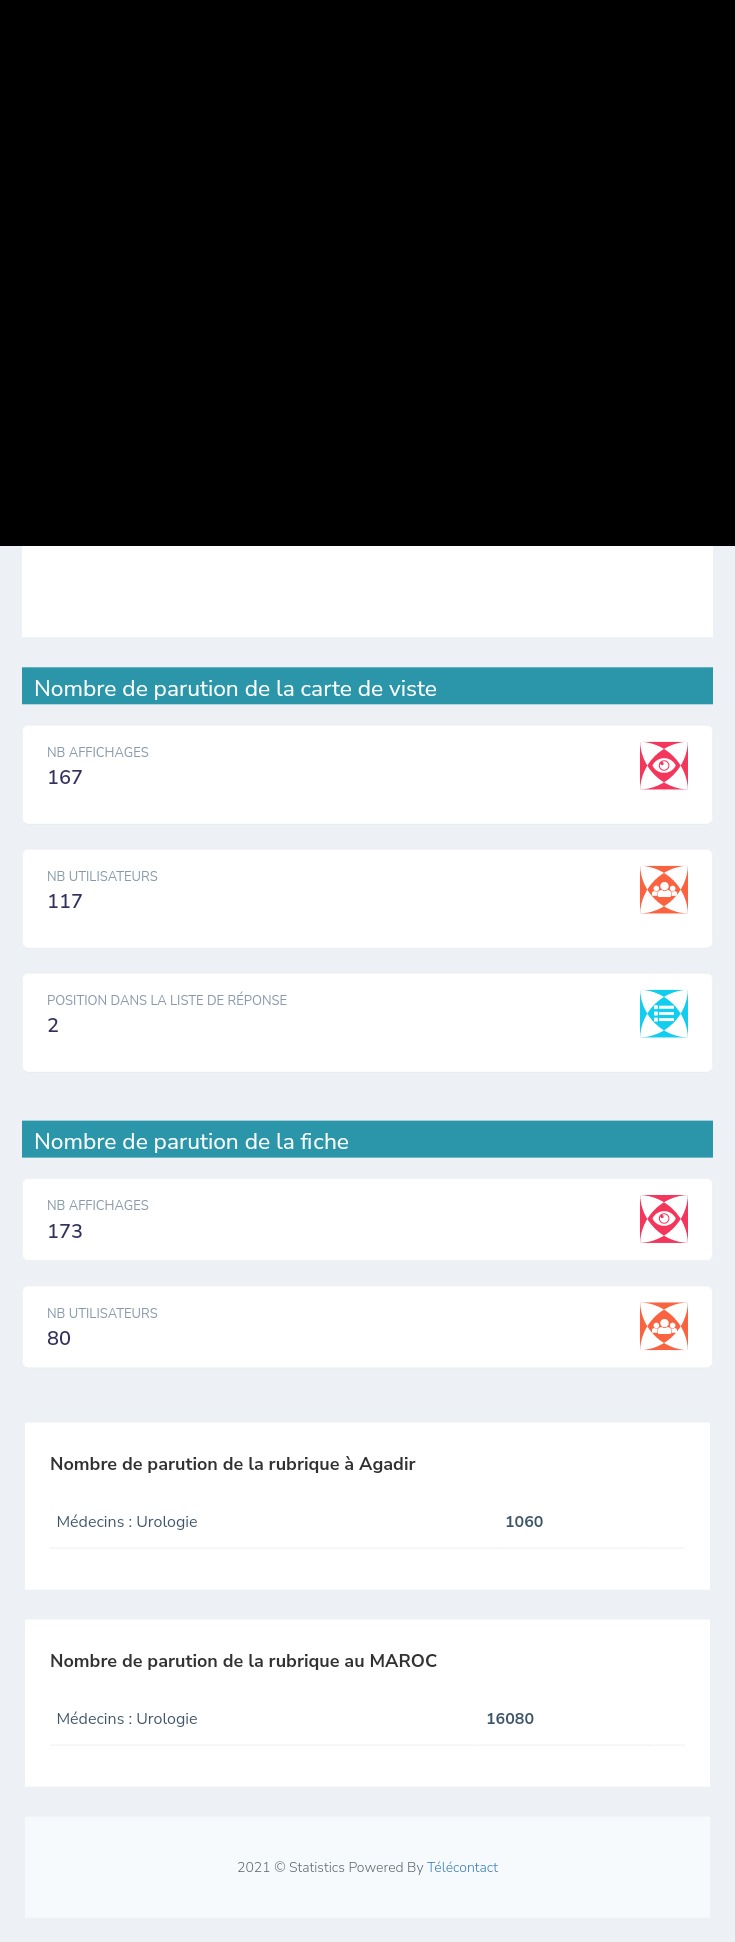 Nombre de parution de la carte de viste
NB AFFICHAGES
167
NB UTILISATEURS
117
POSITION DANS LA LISTE DE RÉPONSE
2
Nombre de parution de la fiche
NB AFFICHAGES
173
NB UTILISATEURS
80
Nombre de parution de la rubrique à Agadir
Médecins : Urologie 1060
Nombre de parution de la rubrique au MAROC
Médecins : Urologie 16080
2021 © Statistics Powered By Télécontact